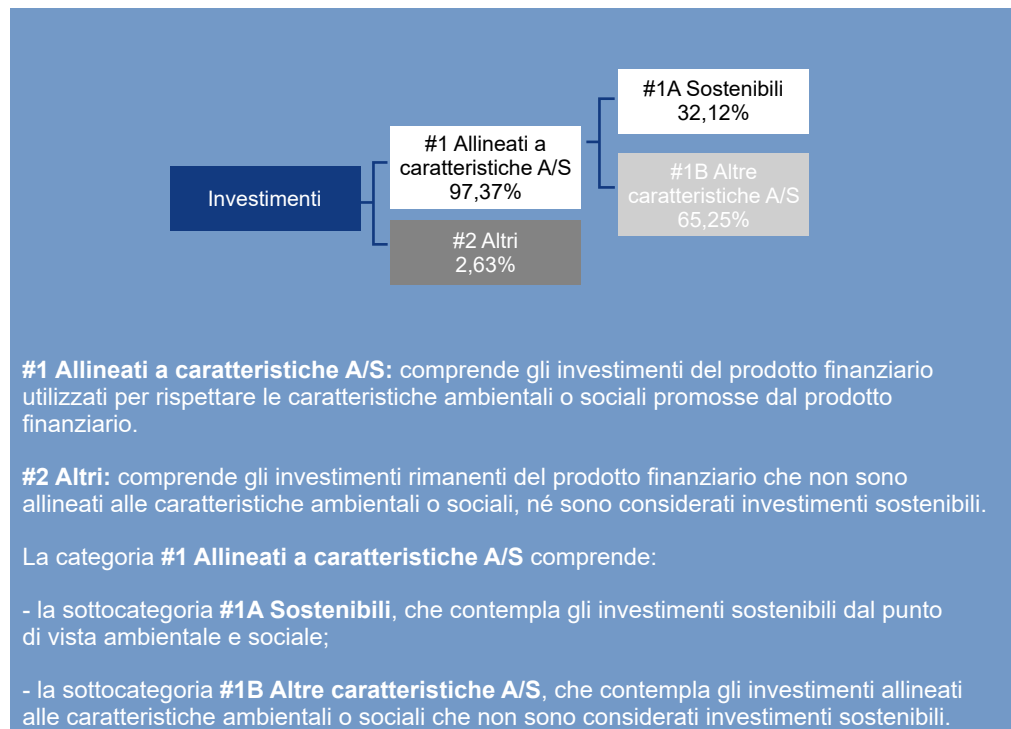 #1A Sostenibili
32,12%
#1 Allineati a
caratteristiche A/S
97,37%
#1B Altre
caratteristiche A/S
65,25%
Investimenti
#2 Altri
2,63%
#1 Allineati a caratteristiche A/S: comprende gli investimenti del prodotto finanziario
utilizzati per rispettare le caratteristiche ambientali o sociali promosse dal prodotto
finanziario.
#2 Altri: comprende gli investimenti rimanenti del prodotto finanziario che non sono
allineati alle caratteristiche ambientali o sociali, né sono considerati investimenti sostenibili.
La categoria #1 Allineati a caratteristiche A/S comprende:
- la sottocategoria #1A Sostenibili, che contempla gli investimenti sostenibili dal punto
di vista ambientale e sociale;
- la sottocategoria #1B Altre caratteristiche A/S, che contempla gli investimenti allineati
alle caratteristiche ambientali o sociali che non sono considerati investimenti sostenibili.